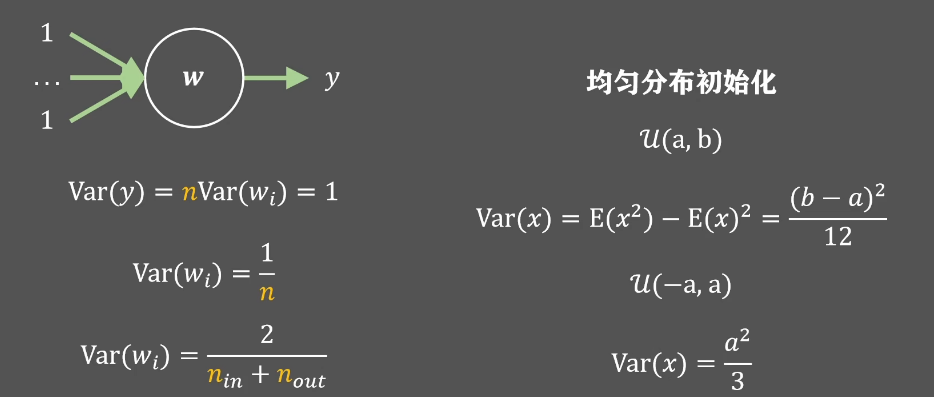 1
… w y
1
Var(y) = nVar(wᵢ) = 1
Var(wᵢ) = 1/n
Var(wᵢ) = 2/(nᵢₙ + nₒᵤₜ)
均匀分布初始化
𝒰(a, b)
Var(x) = E(x²) − E(x)² = (b − a)²/12
𝒰(−a, a)
Var(x) = a²/3